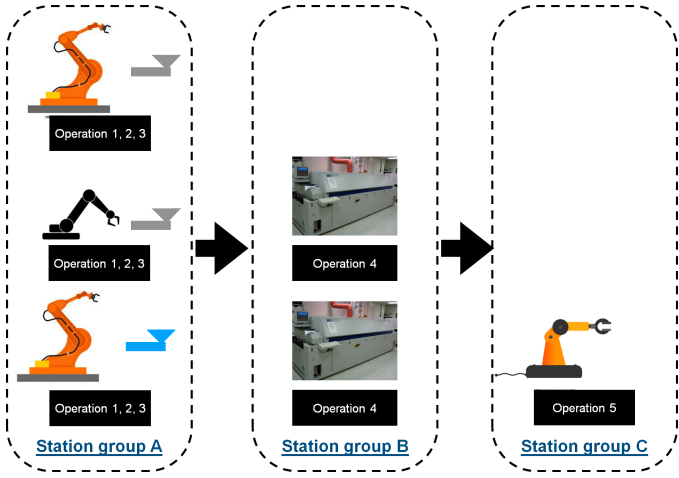 Operation 1, 2, 3
Operation 1, 2, 3
Operation 1, 2, 3
Station group A
Operation 4
Operation 4
Station group B
Operation 5
Station group C